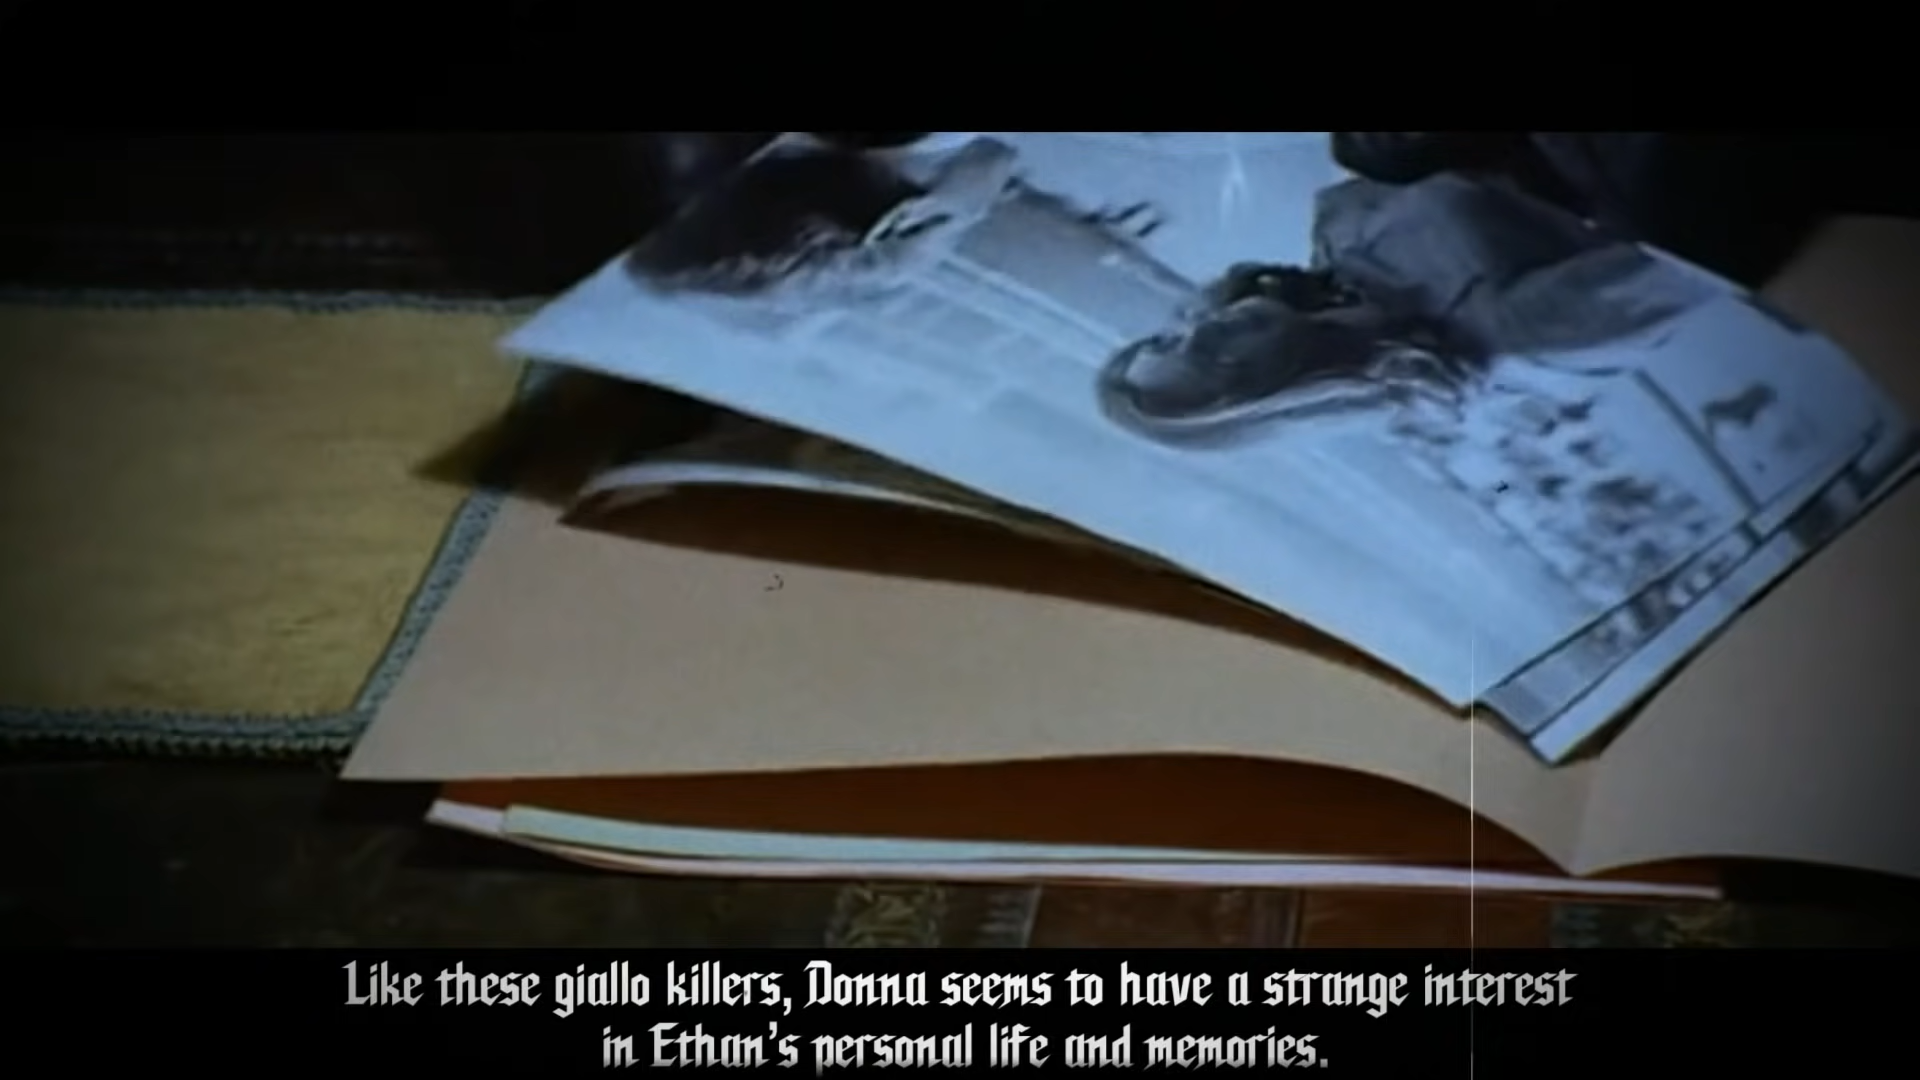 Like these giallo killers, Donna seems to have a strange interest
in Ethan's personal life and memories.